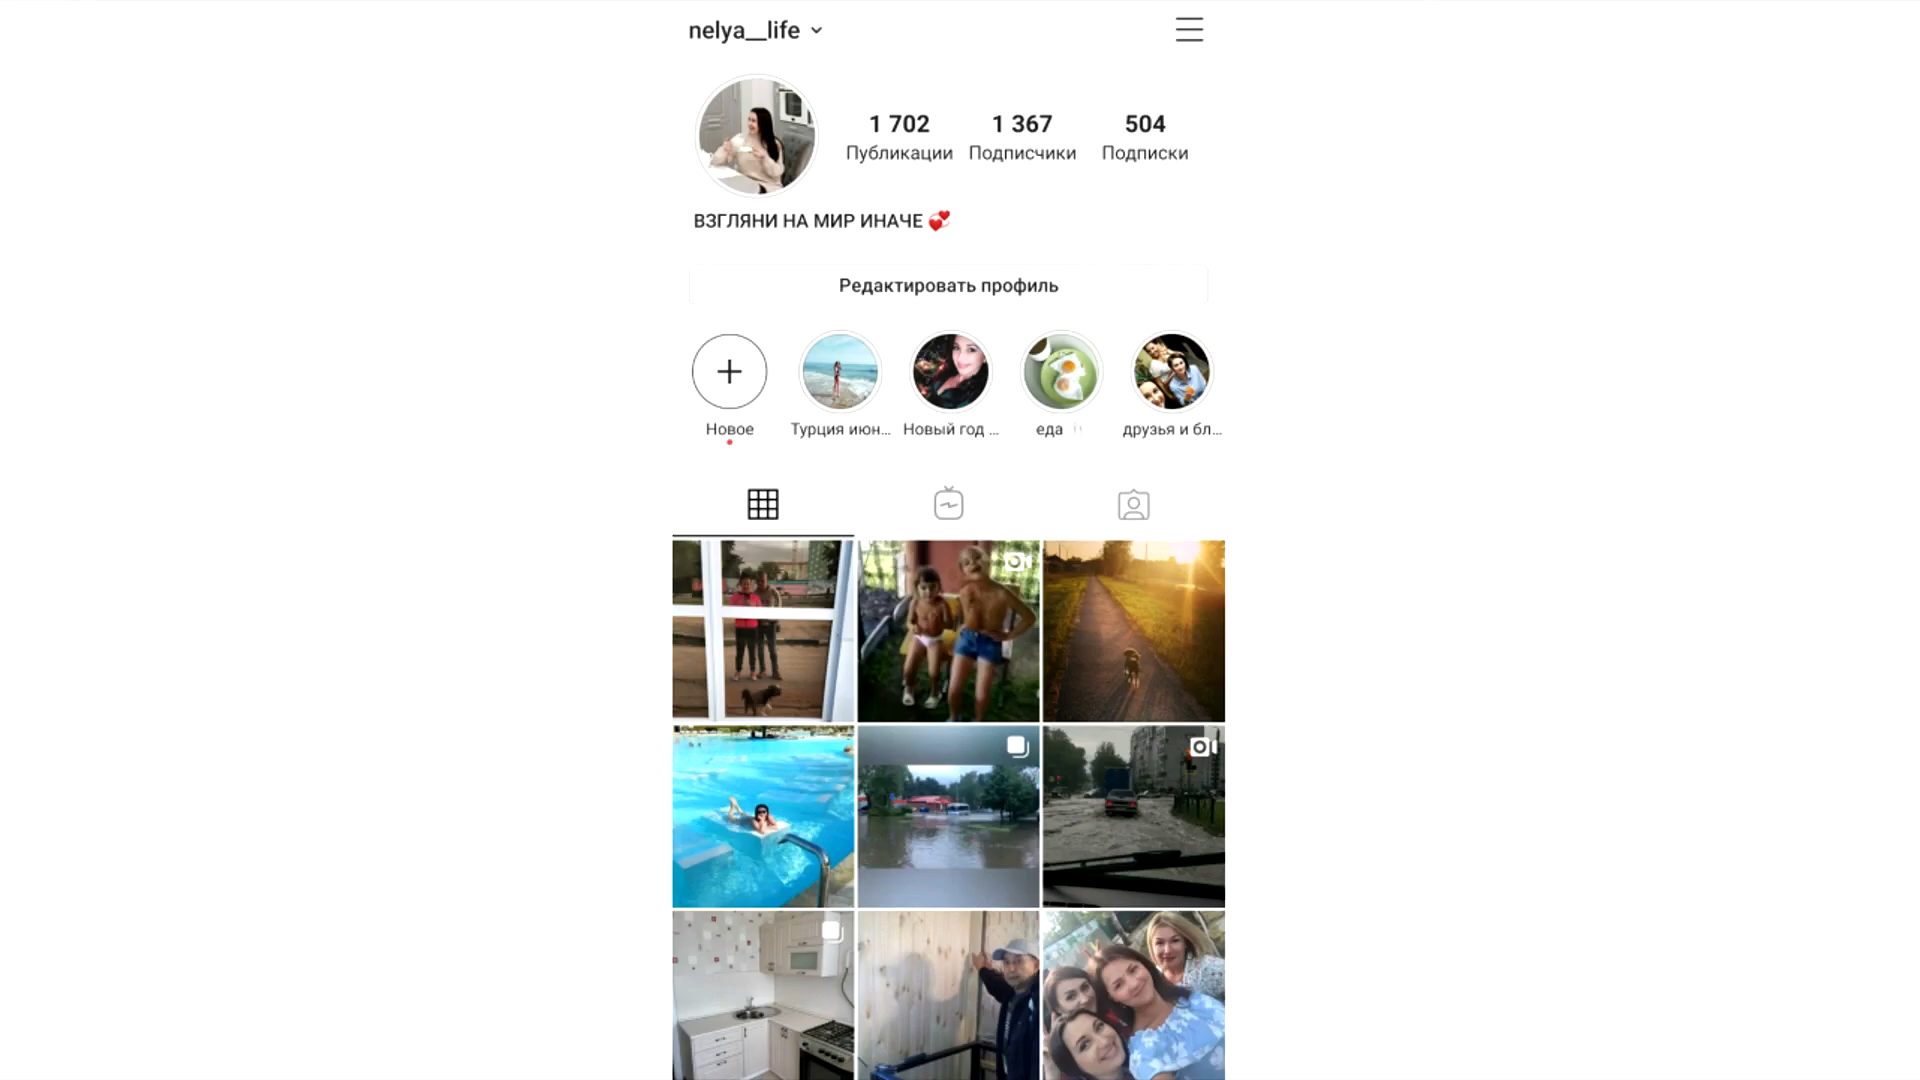 nelya__life
1 702 1 367 504
Публикации Подписчики Подписки
ВЗГЛЯНИ НА МИР ИНАЧЕ 💞
Редактировать профиль
Новое Турция июн... Новый год ... еда друзья и бл...